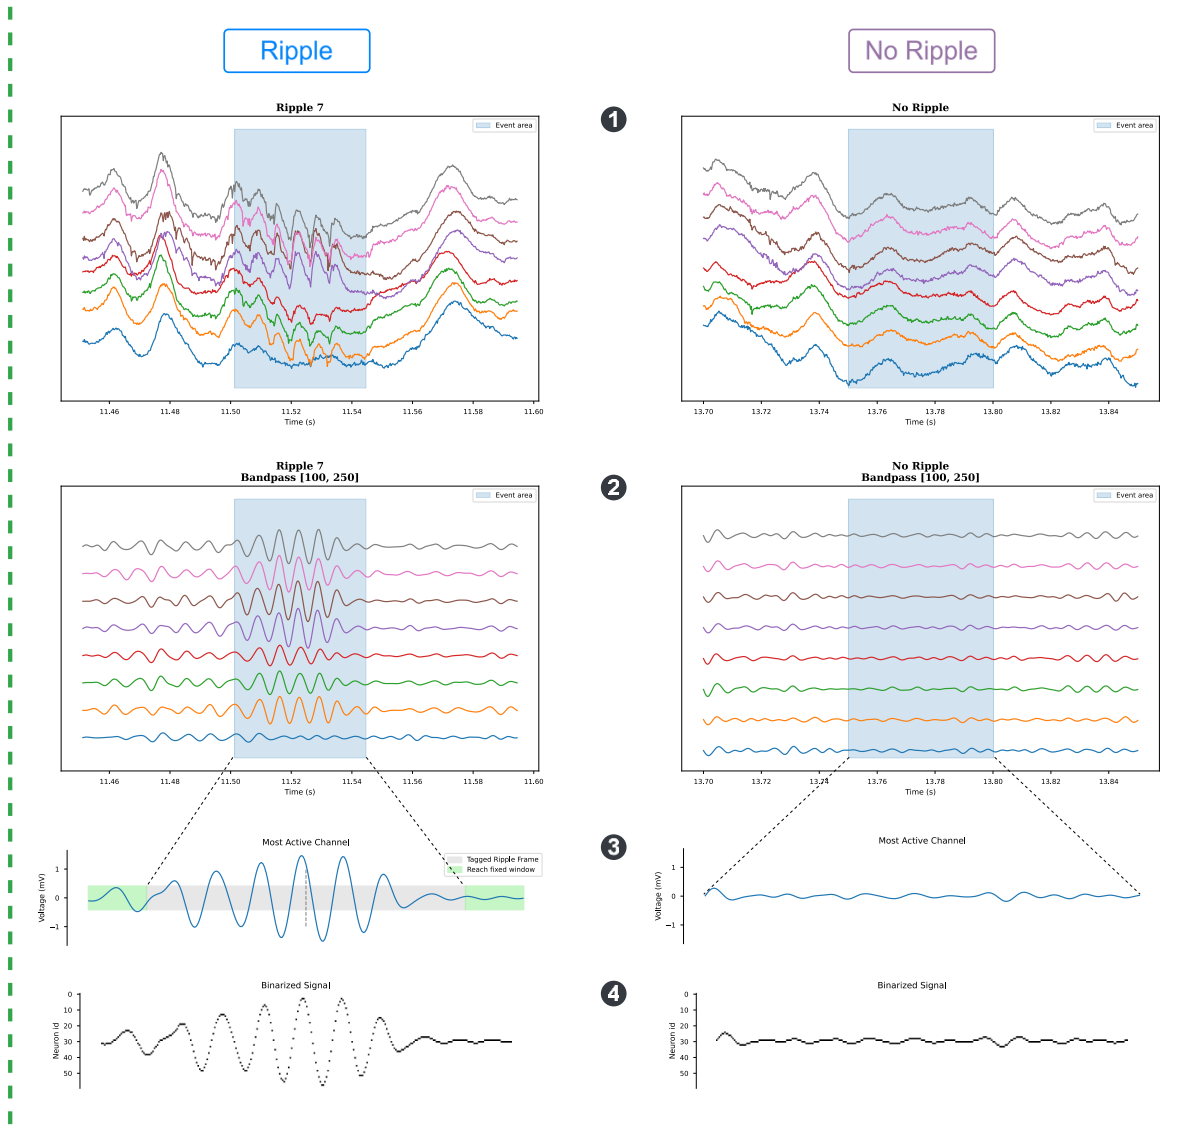 Ripple
No Ripple
Ripple 7
1
No Ripple
Event area
Event area
11.46 11.48 11.50 11.52 11.54 11.56 11.58 11.60
Time (s)
13.70 13.72 13.74 13.76 13.78 13.80 13.82 13.84
Time (s)
Ripple 7
Bandpass [100, 250]
2
No Ripple
Bandpass [100, 250]
Event area
Event area
11.46 11.48 11.50 11.52 11.54 11.56 11.58 11.60
Time (s)
13.70 13.72 13.74 13.76 13.78 13.80 13.82 13.84
Time (s)
Most Active Channel
Tagged Ripple Frame
Reach fixed window
1
0
−1
Voltage (mV)
3
Most Active Channel
1
0
−1
Voltage (mV)
Binarized Signal
0
10
20
30
40
50
Neuron id
4
Binarized Signal
0
10
20
30
40
50
Neuron id